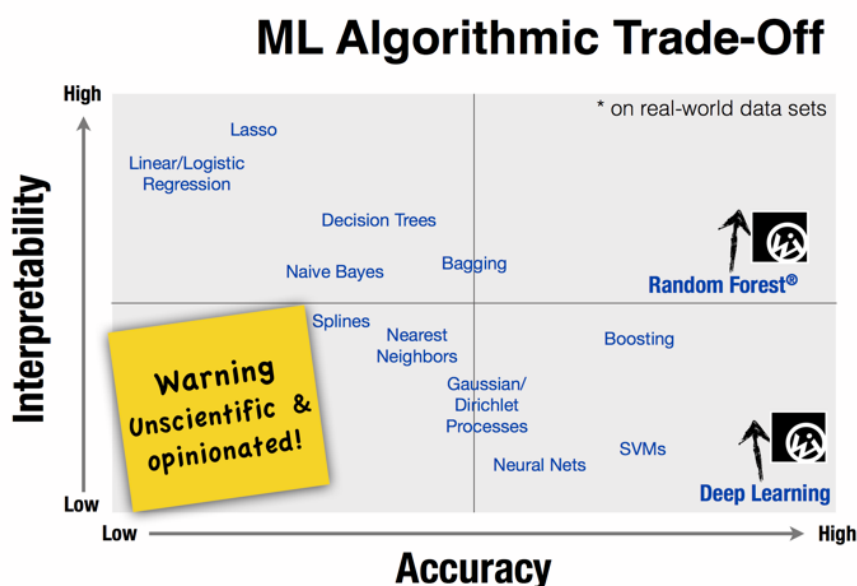 ML Algorithmic Trade-Off
High
* on real-world data sets
Lasso
Linear/Logistic
Regression
Decision Trees
Naive Bayes
Bagging
Random Forest®
Interpretability
Splines
Nearest
Neighbors
Boosting
Warning
Unscientific &
opinionated!
Gaussian/
Dirichlet
Processes
Neural Nets
SVMs
Deep Learning
Low
Low
High
Accuracy